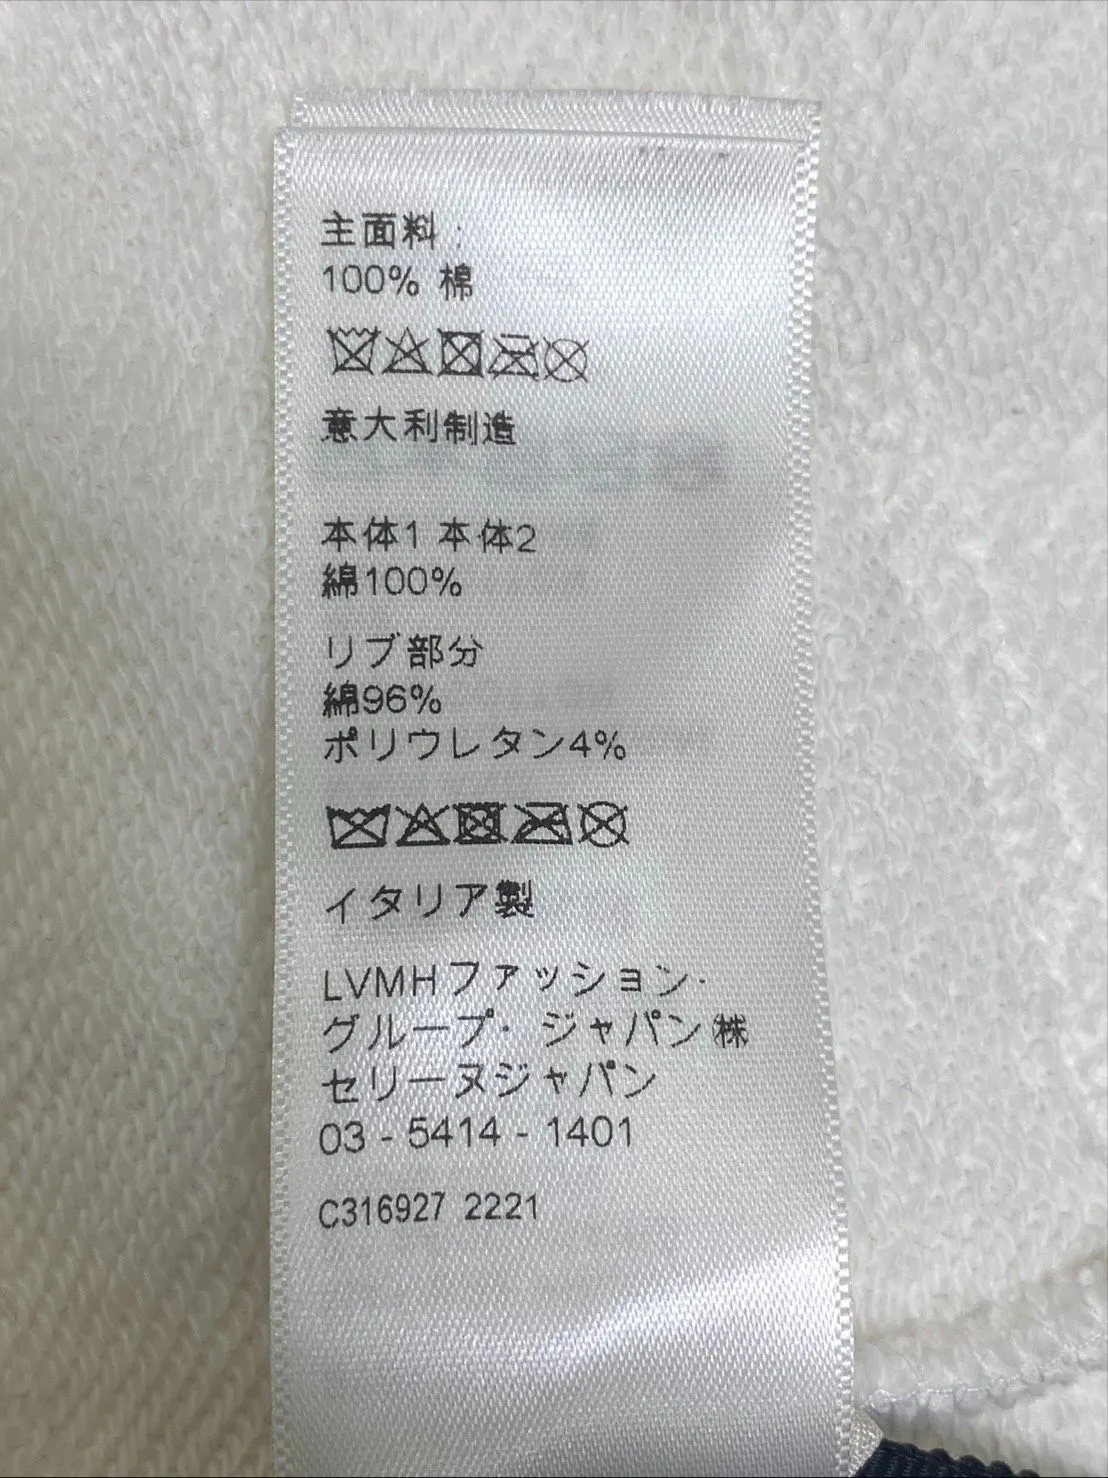 主面料:
100% 棉
意大利制造
本体1 本体2
綿100%
リブ部分
綿96%
ポリウレタン4%
イタリア製
LVMHファッション・
グループ・ジャパン㈱
セリーヌジャパン
03 - 5414 - 1401
C316927 2221